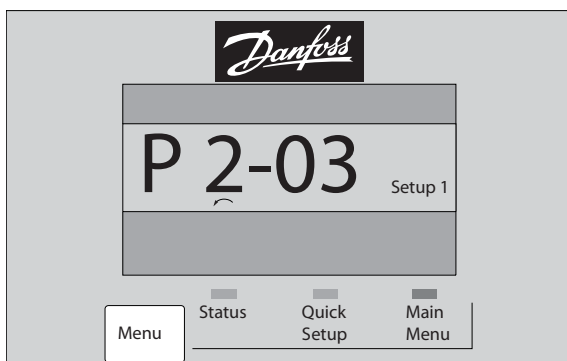 Danfoss
P 2-03
Setup 1
Status
Quick
Setup
Main
Menu
Menu